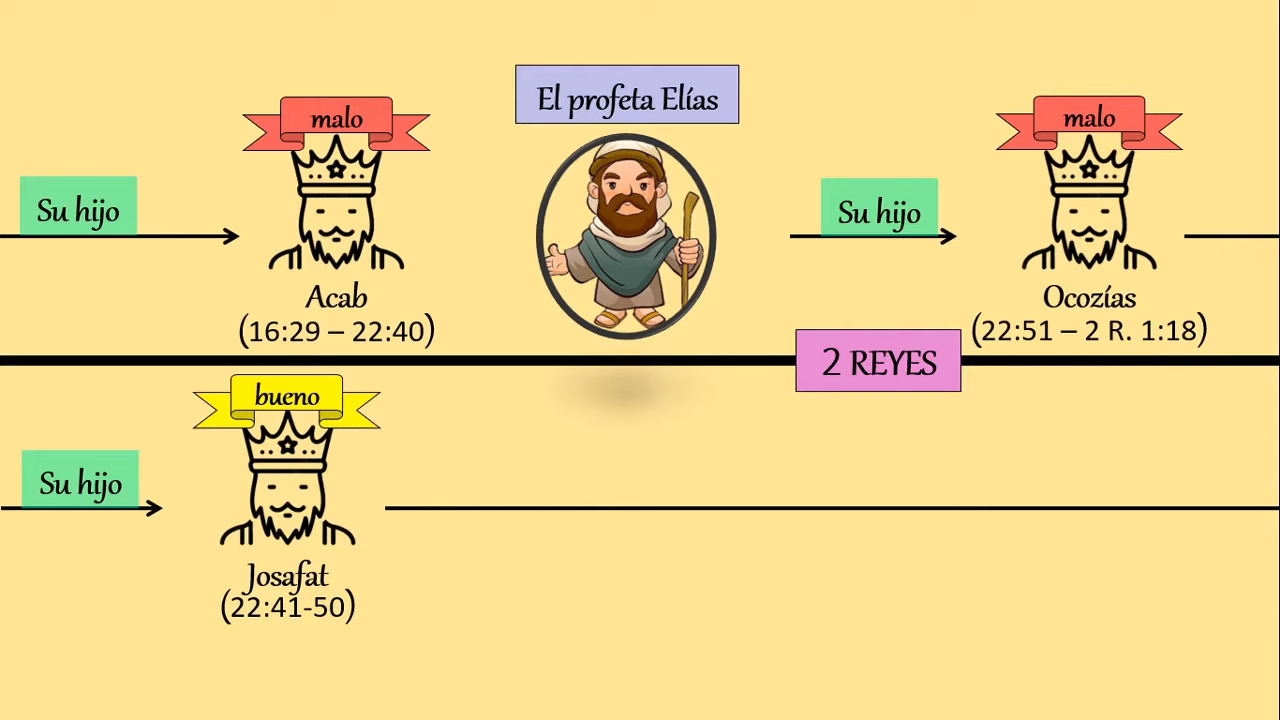 El profeta Elías
malo
malo
Su hijo
Su hijo
Acab
(16:29 – 22:40)
Ocozías
(22:51 – 2 R. 1:18)
2 REYES
bueno
Su hijo
Josafat
(22:41-50)